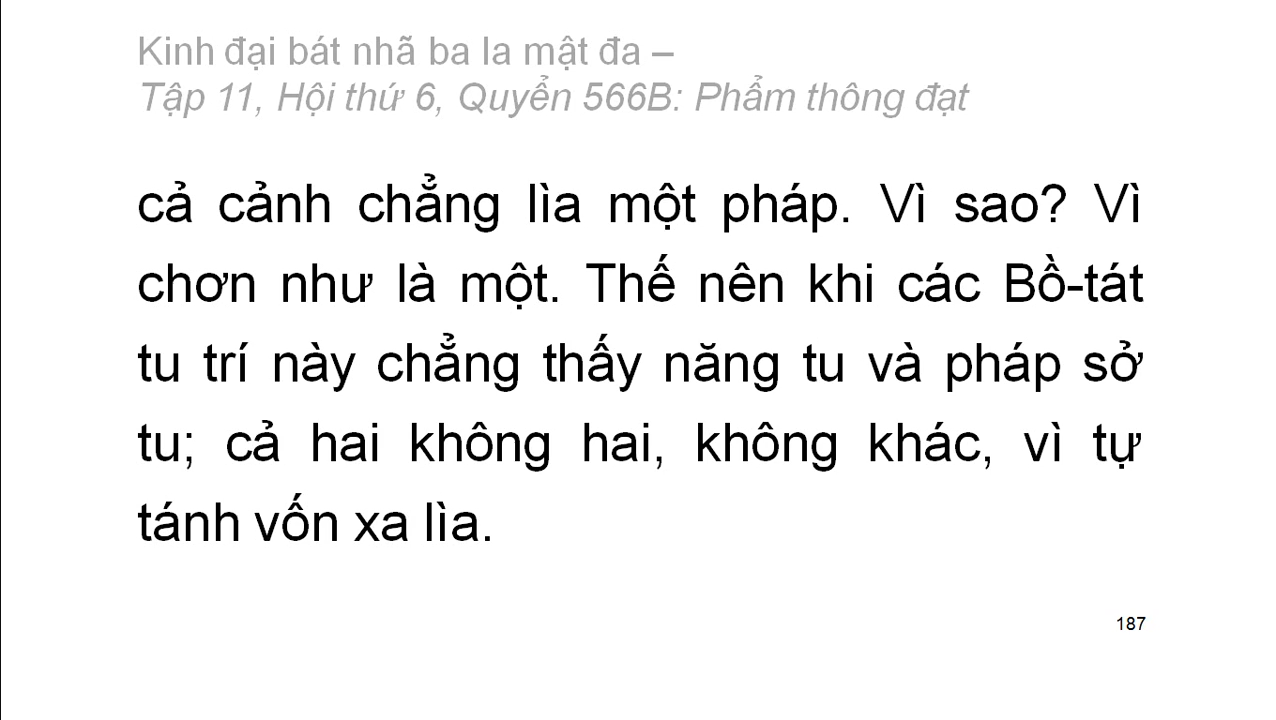 Kinh đại bát nhã ba la mật đa –
Tập 11, Hội thứ 6, Quyển 566B: Phẩm thông đạt
cả cảnh chẳng lìa một pháp. Vì sao? Vì
chơn như là một. Thế nên khi các Bồ-tát
tu trí này chẳng thấy năng tu và pháp sở
tu; cả hai không hai, không khác, vì tự
tánh vốn xa lìa.
187